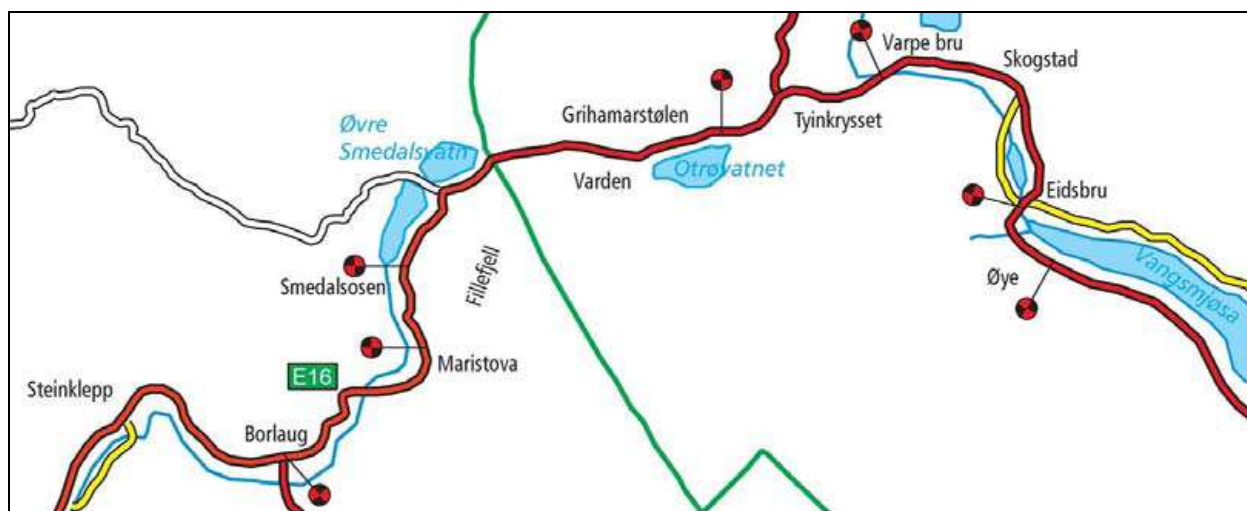 Varpe bru
Skogstad
Grihamarstølen
Tyinkrysset
Øvre
Smedalsvatn
Otrøvatnet
Varden
Eidsbru
Vangsmjøsa
Øye
Smedalsosen
Fillefjell
Maristova
E16
Steinklepp
Borlaug